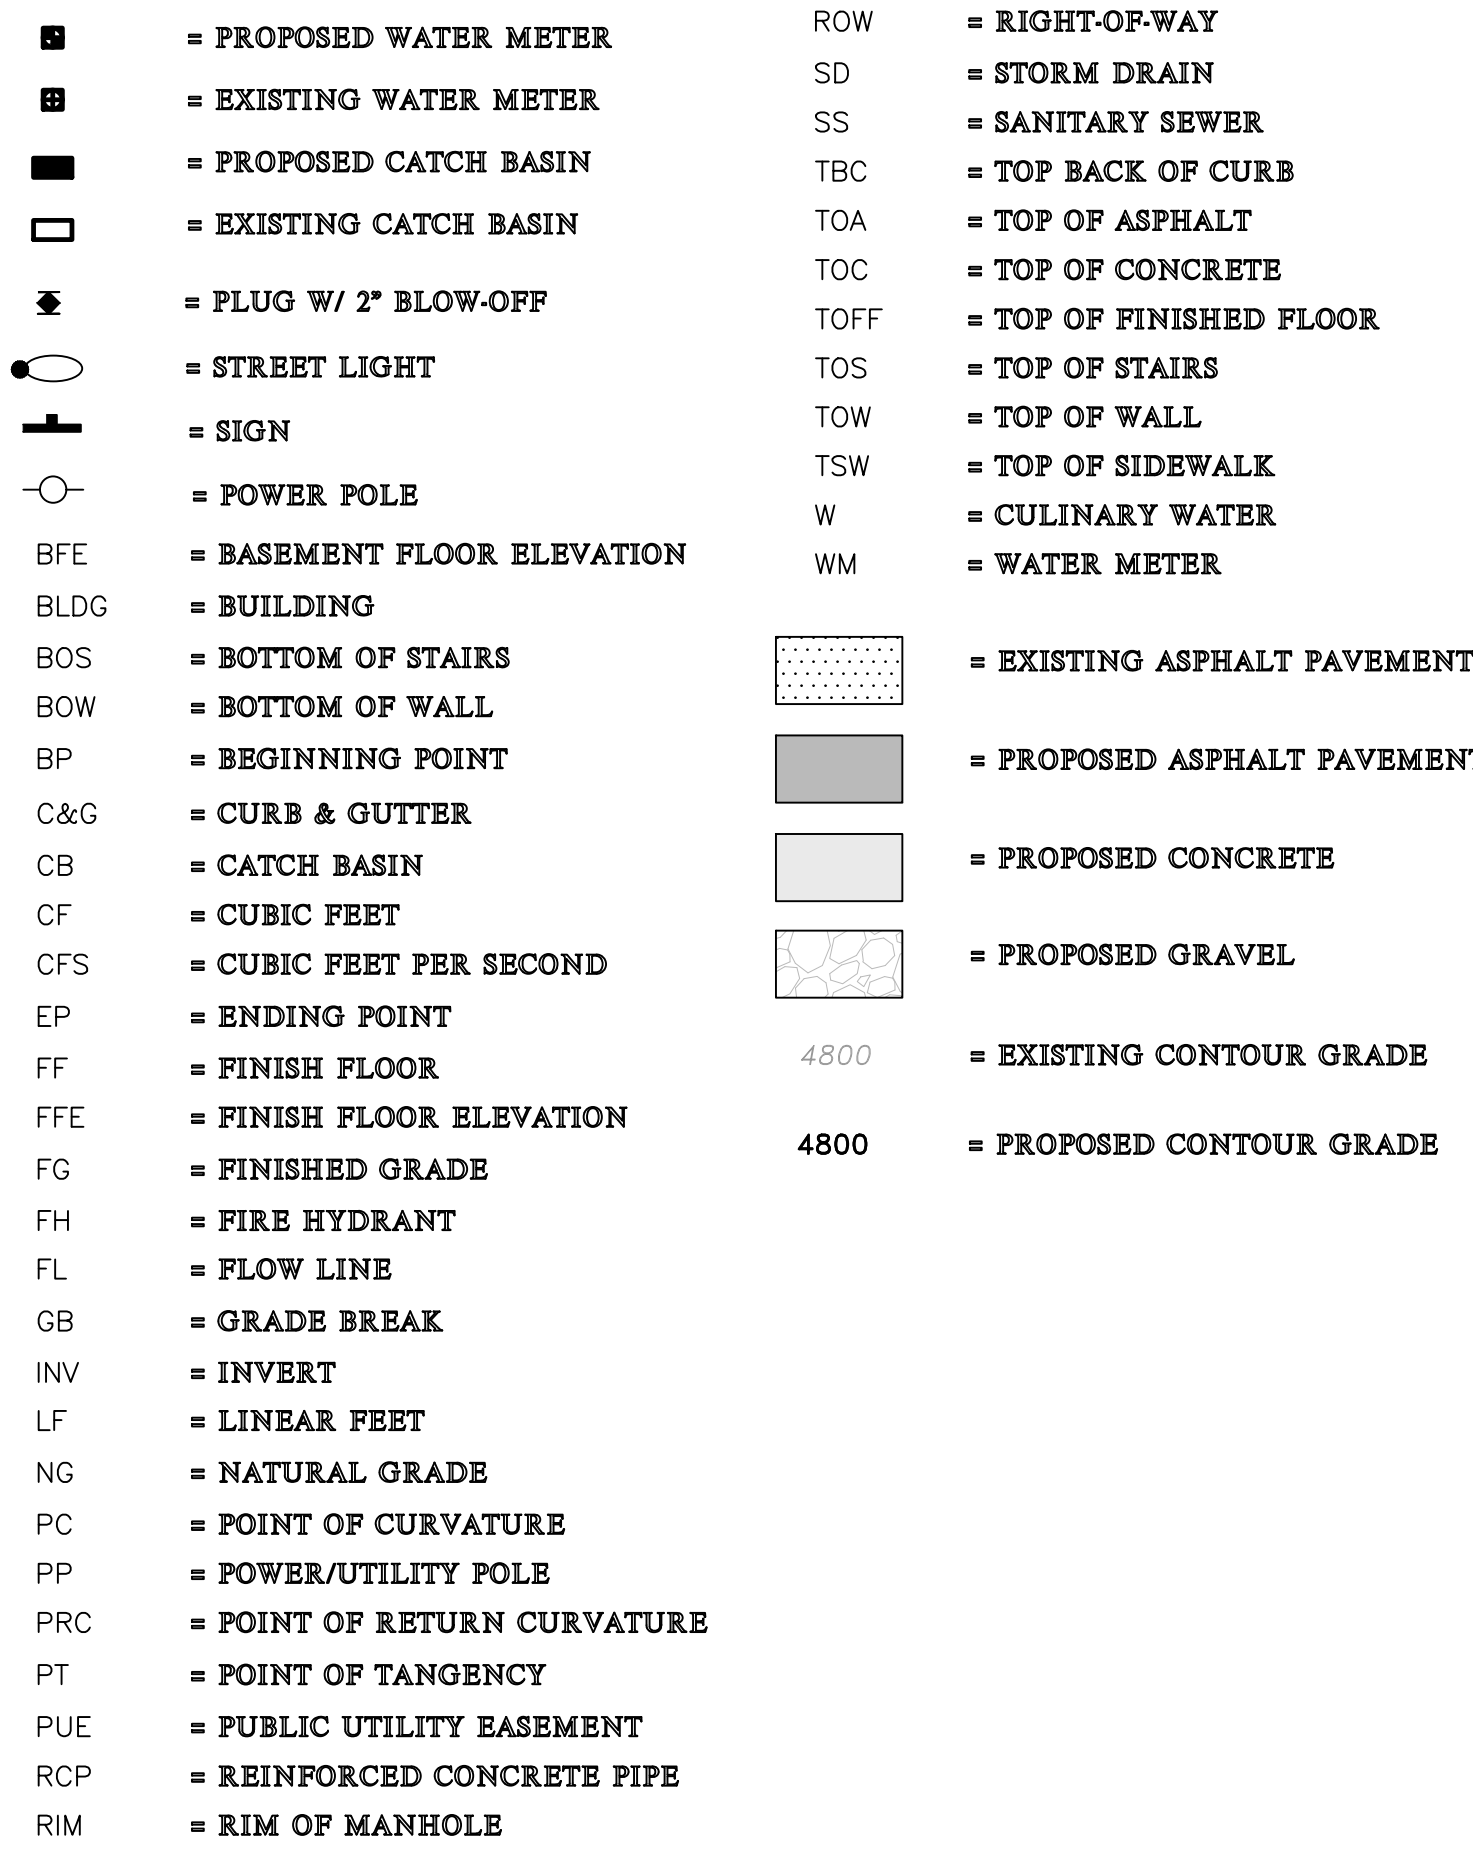 = PROPOSED WATER METER
= EXISTING WATER METER
= PROPOSED CATCH BASIN
= EXISTING CATCH BASIN
= PLUG W/ 2" BLOW-OFF
= STREET LIGHT
= SIGN
= POWER POLE
BFE = BASEMENT FLOOR ELEVATION
BLDG = BUILDING
BOS = BOTTOM OF STAIRS
BOW = BOTTOM OF WALL
BP = BEGINNING POINT
C&G = CURB & GUTTER
CB = CATCH BASIN
CF = CUBIC FEET
CFS = CUBIC FEET PER SECOND
EP = ENDING POINT
FF = FINISH FLOOR
FFE = FINISH FLOOR ELEVATION
FG = FINISHED GRADE
FH = FIRE HYDRANT
FL = FLOW LINE
GB = GRADE BREAK
INV = INVERT
LF = LINEAR FEET
NG = NATURAL GRADE
PC = POINT OF CURVATURE
PP = POWER/UTILITY POLE
PRC = POINT OF RETURN CURVATURE
PT = POINT OF TANGENCY
PUE = PUBLIC UTILITY EASEMENT
RCP = REINFORCED CONCRETE PIPE
RIM = RIM OF MANHOLE
ROW = RIGHT-OF-WAY
SD = STORM DRAIN
SS = SANITARY SEWER
TBC = TOP BACK OF CURB
TOA = TOP OF ASPHALT
TOC = TOP OF CONCRETE
TOFF = TOP OF FINISHED FLOOR
TOS = TOP OF STAIRS
TOW = TOP OF WALL
TSW = TOP OF SIDEWALK
W = CULINARY WATER
WM = WATER METER
= EXISTING ASPHALT PAVEMENT
= PROPOSED ASPHALT PAVEMENT
= PROPOSED CONCRETE
= PROPOSED GRAVEL
4800 = EXISTING CONTOUR GRADE
4800 = PROPOSED CONTOUR GRADE